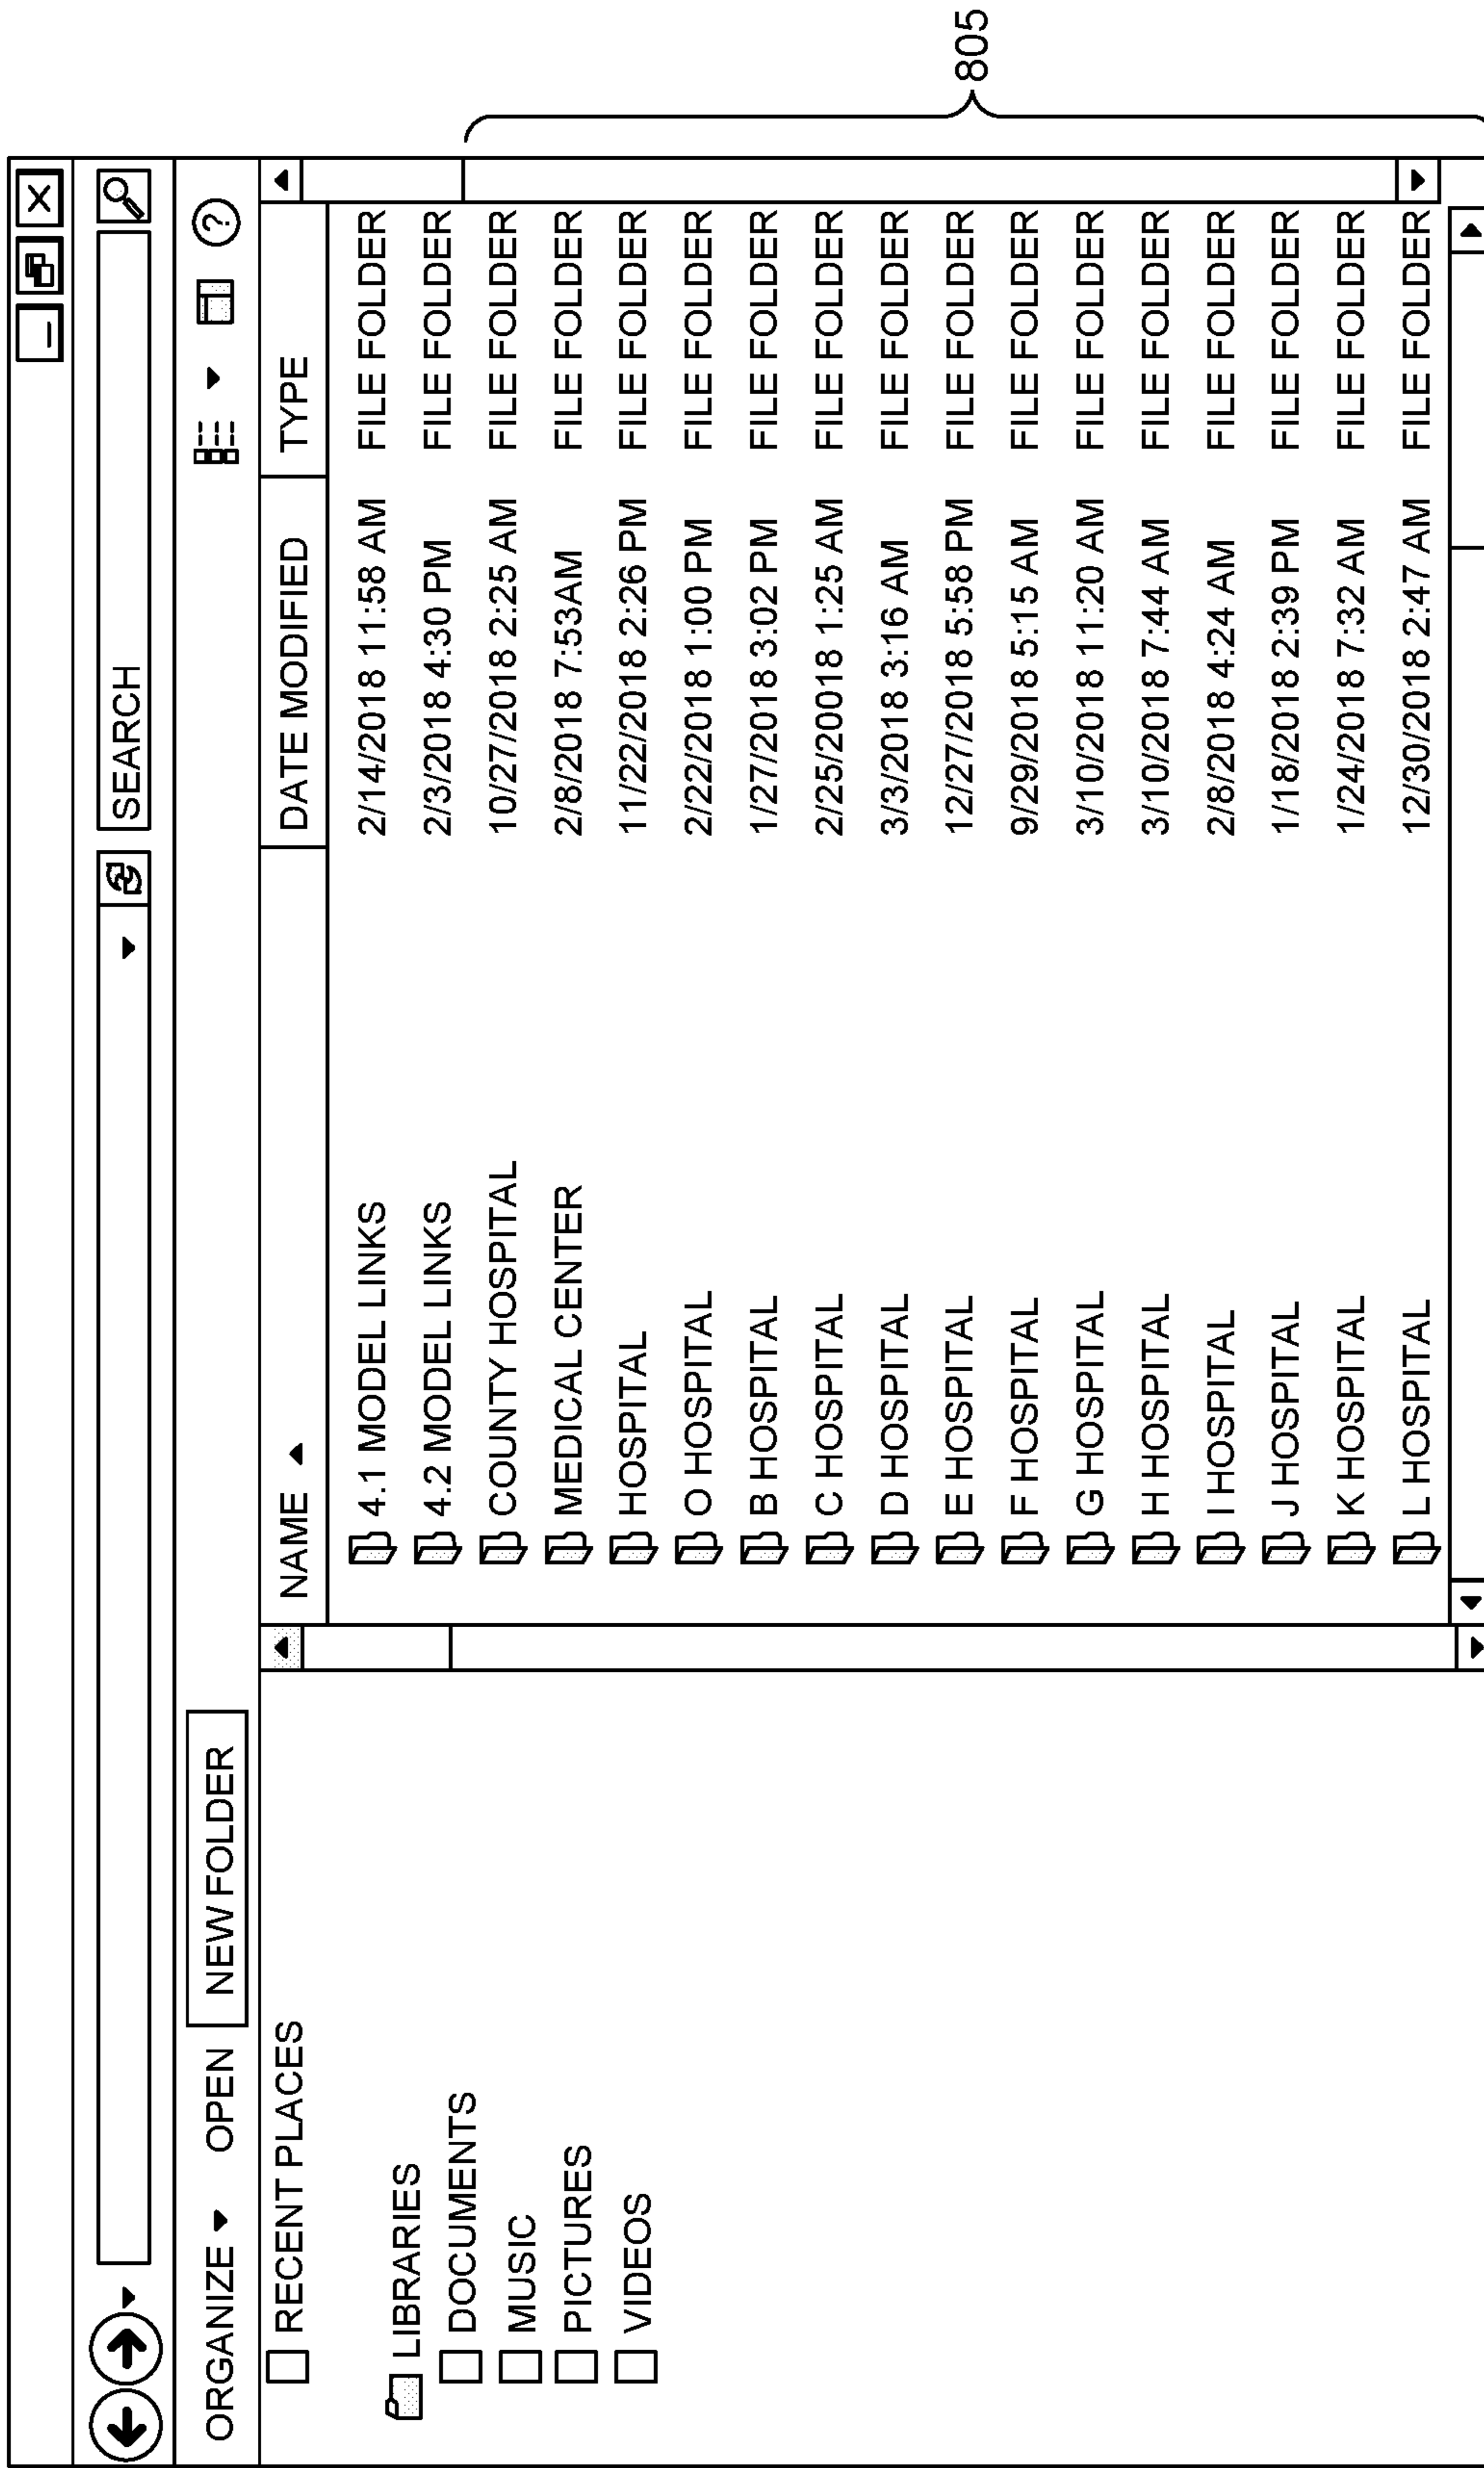 SEARCH
ORGANIZE OPEN NEW FOLDER ?
RECENT PLACES
LIBRARIES
DOCUMENTS
MUSIC
PICTURES
VIDEOS
NAME DATE MODIFIED TYPE
4.1 MODEL LINKS 2/14/2018 11:58 AM FILE FOLDER
4.2 MODEL LINKS 2/3/2018 4:30 PM FILE FOLDER
COUNTY HOSPITAL 10/27/2018 2:25 AM FILE FOLDER
MEDICAL CENTER 2/8/2018 7:53AM FILE FOLDER
HOSPITAL 11/22/2018 2:26 PM FILE FOLDER
O HOSPITAL 2/22/2018 1:00 PM FILE FOLDER
B HOSPITAL 1/27/2018 3:02 PM FILE FOLDER
C HOSPITAL 2/25/20018 1:25 AM FILE FOLDER
D HOSPITAL 3/3/2018 3:16 AM FILE FOLDER
E HOSPITAL 12/27/2018 5:58 PM FILE FOLDER
F HOSPITAL 9/29/2018 5:15 AM FILE FOLDER
G HOSPITAL 3/10/2018 11:20 AM FILE FOLDER
H HOSPITAL 3/10/2018 7:44 AM FILE FOLDER
I HOSPITAL 2/8/2018 4:24 AM FILE FOLDER
J HOSPITAL 1/18/2018 2:39 PM FILE FOLDER
K HOSPITAL 1/24/2018 7:32 AM FILE FOLDER
L HOSPITAL 12/30/2018 2:47 AM FILE FOLDER
805